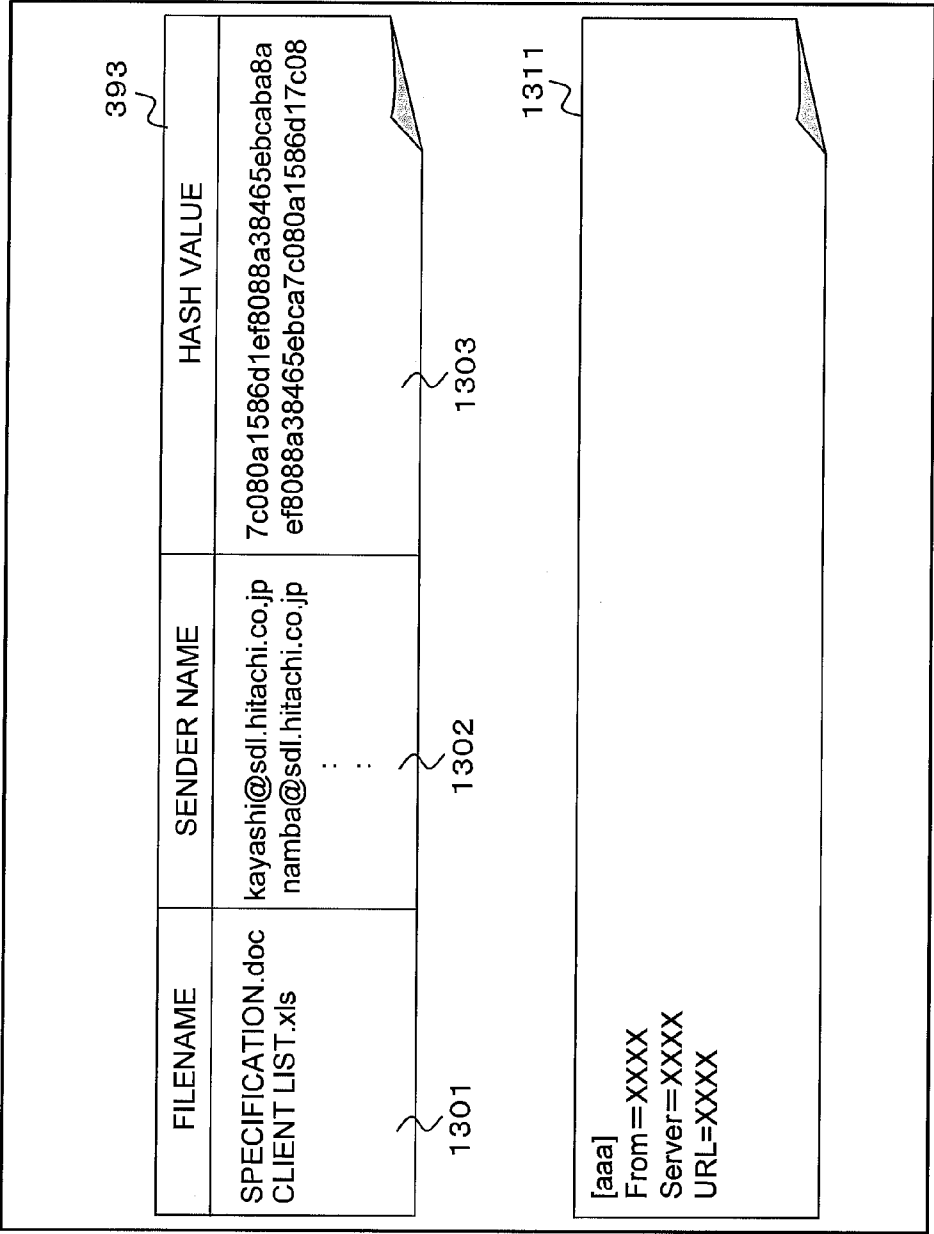 393
FILENAME SENDER NAME HASH VALUE
SPECIFICATION.doc kayashi@sdl.hitachi.co.jp 7c080a1586d1ef8088a38465ebcaba8a
CLIENT LIST.xls namba@sdl.hitachi.co.jp ef8088a38465ebca7c080a1586d17c08
:
:
1301 1302 1303
1311
[aaa]
From=XXXX
Server=XXXX
URL=XXXX